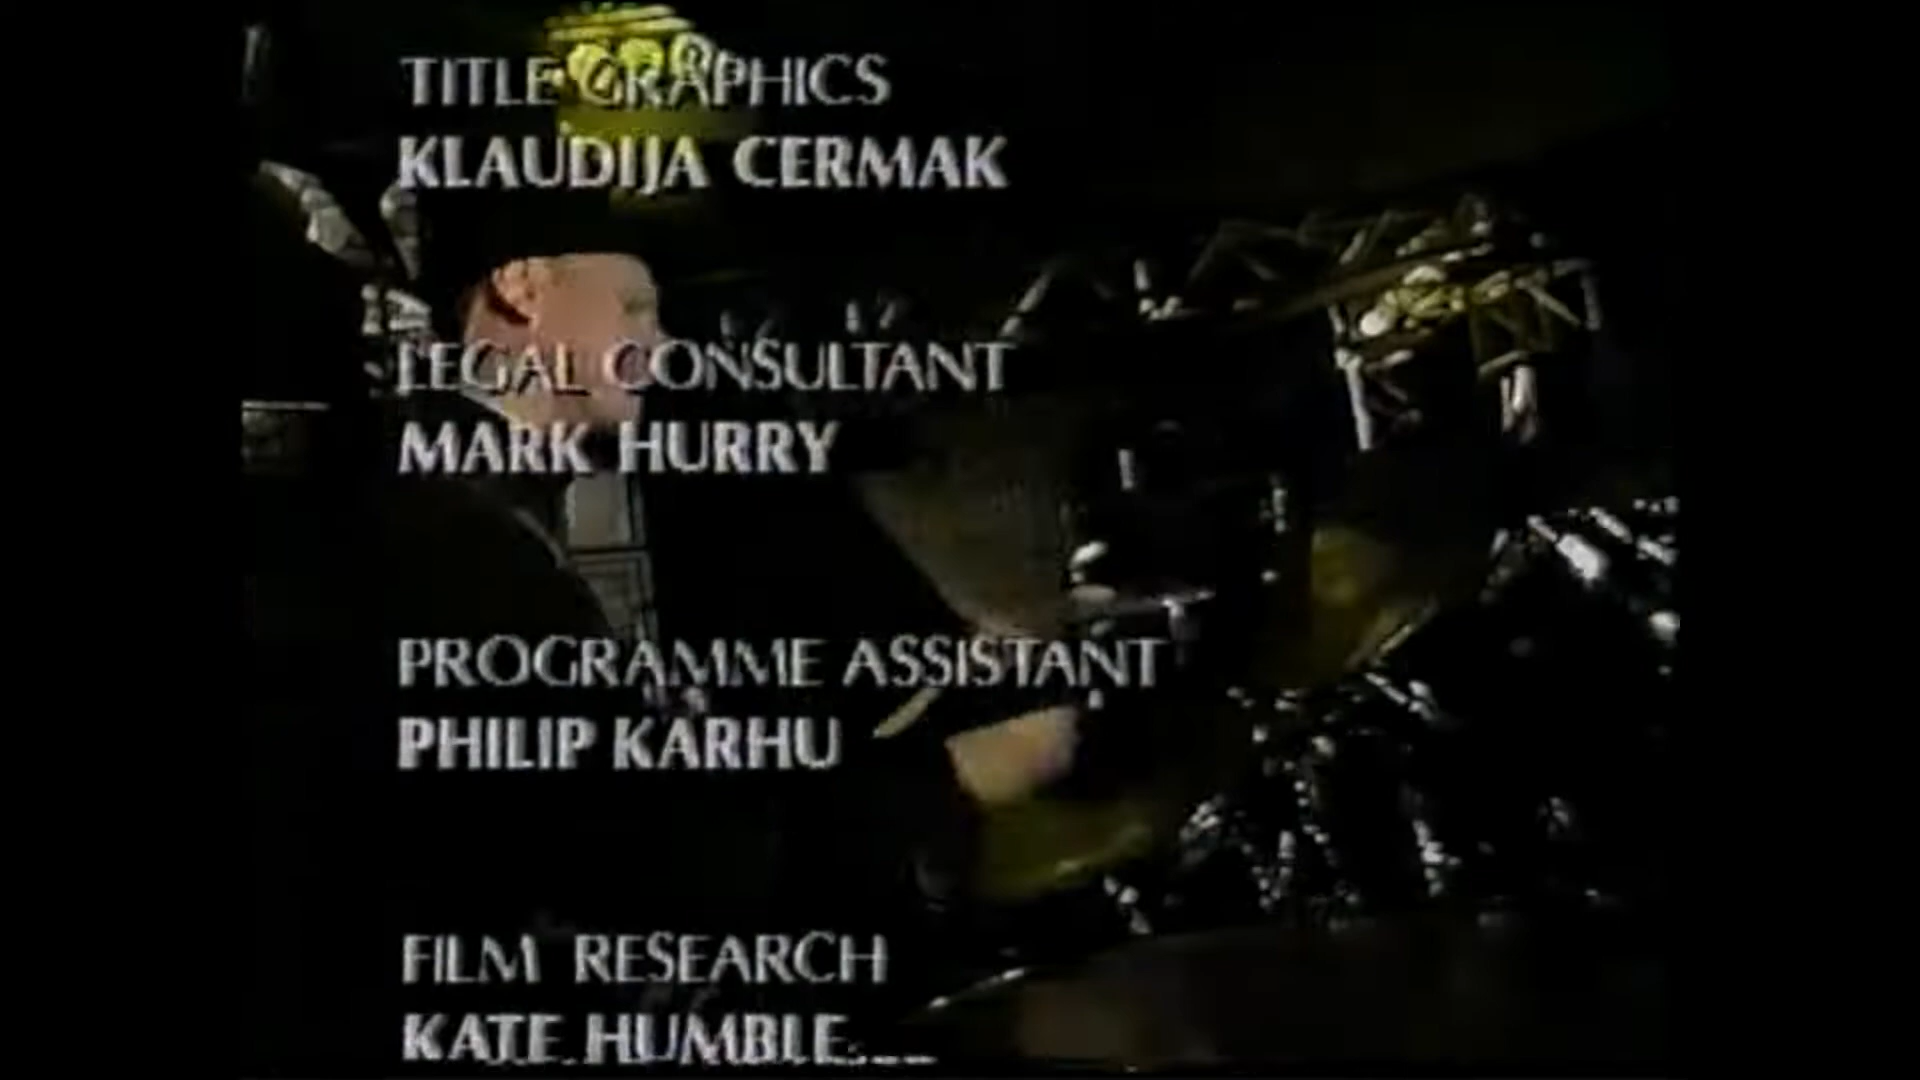 TITLE GRAPHICS
KLAUDIJA CERMAK
LEGAL CONSULTANT
MARK HURRY
PROGRAMME ASSISTANT
PHILIP KARHU
FILM RESEARCH
KATE HUMBLE